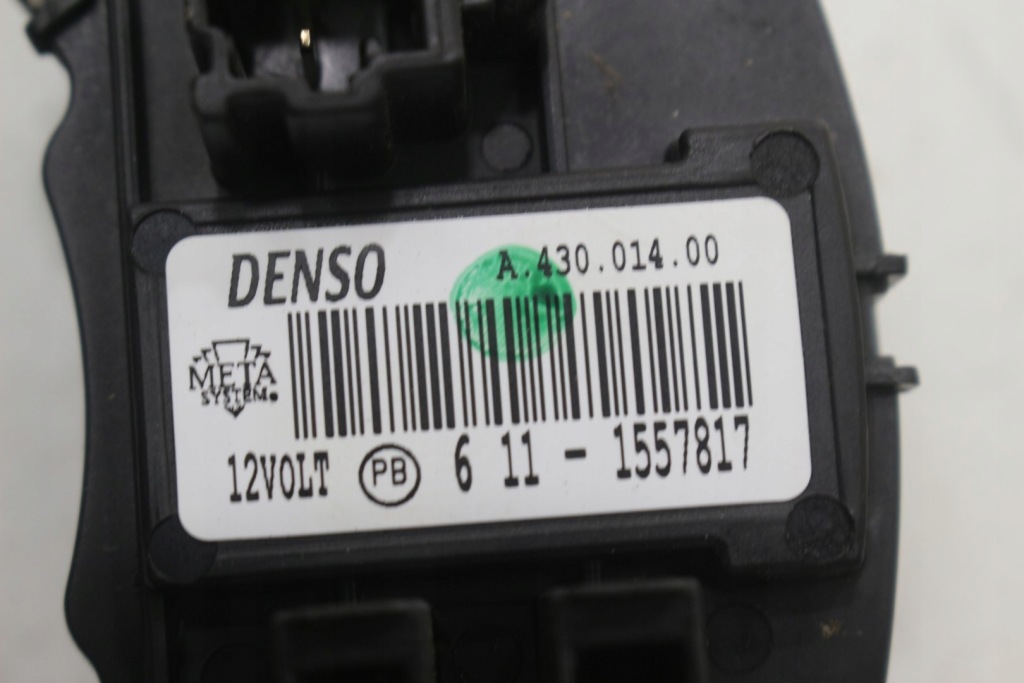 DENSO A.430.014.00
META
SYSTEM
12VOLT PB 6 11 - 1557817